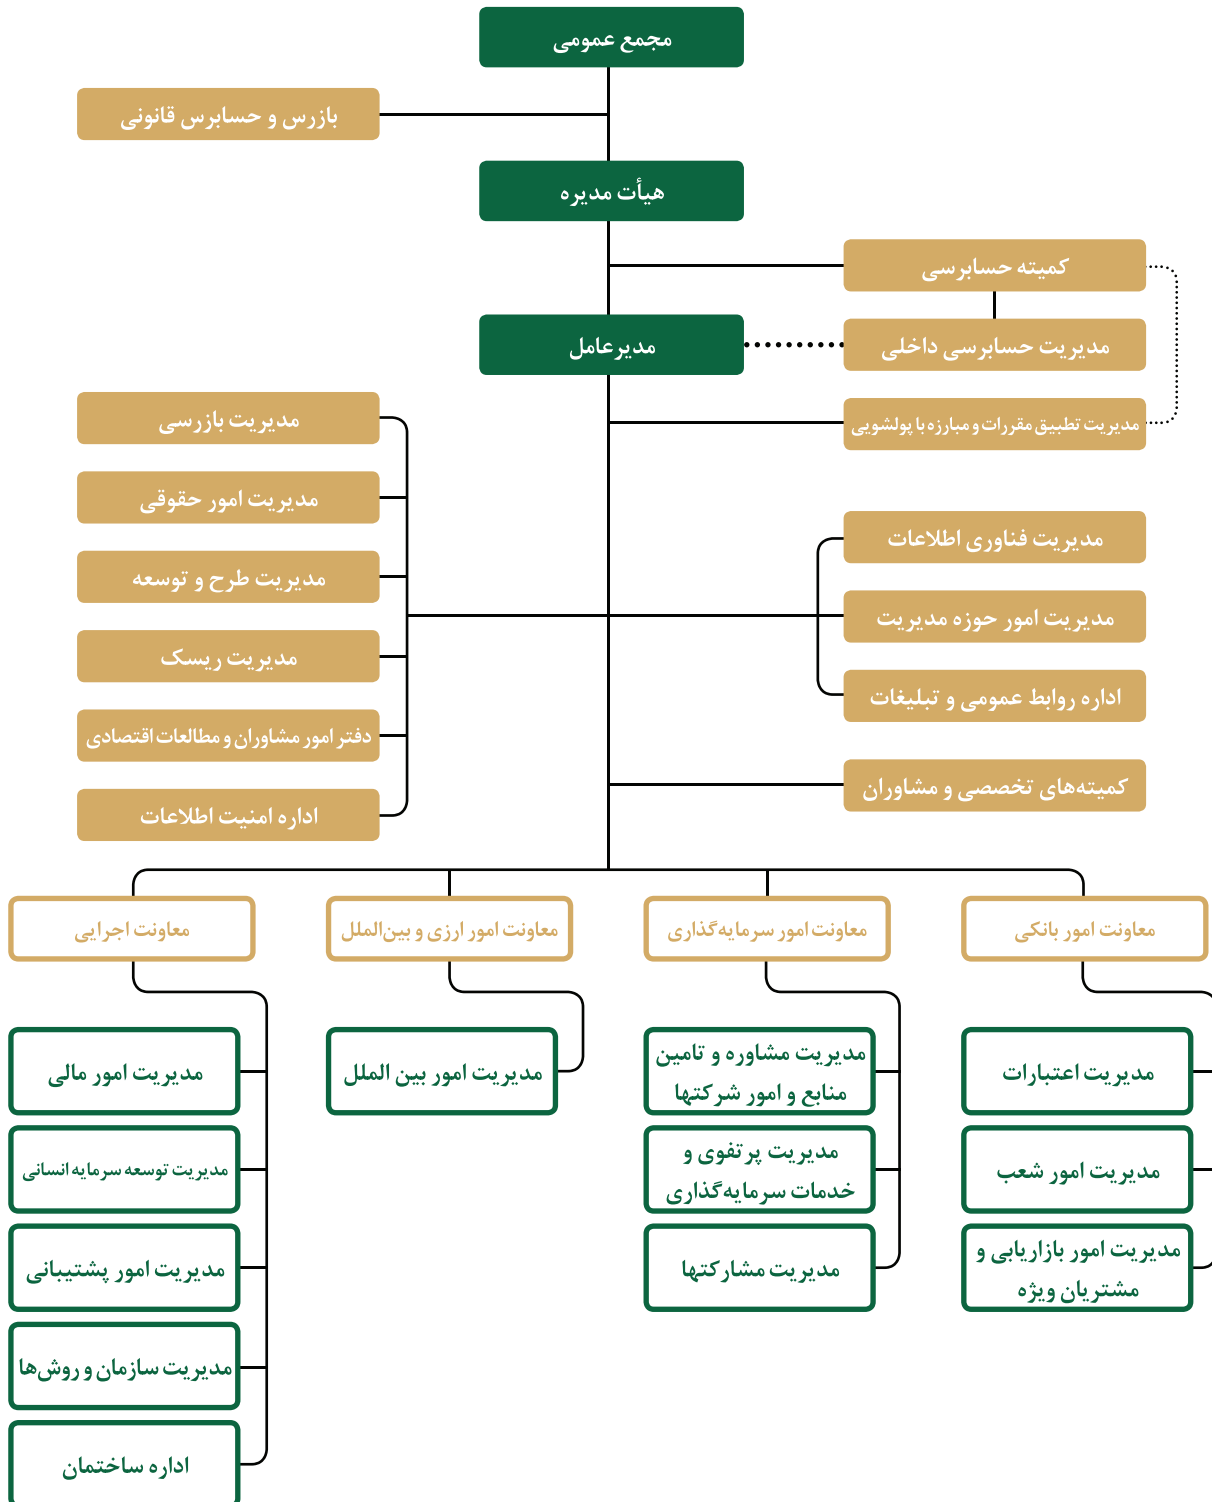 مجمع عمومی
بازرس و حسابرس قانونی
هیأت مدیره
کمیته حسابرسی
مدیرعامل
مدیریت حسابرسی داخلی
مدیریت تطبیق مقررات و مبارزه با پولشویی
مدیریت بازرسی
مدیریت امور حقوقی
مدیریت طرح و توسعه
مدیریت ریسک
دفتر امور مشاوران و مطالعات اقتصادی
اداره امنیت اطلاعات
مدیریت فناوری اطلاعات
مدیریت امور حوزه مدیریت
اداره روابط عمومی و تبلیغات
کمیته‌های تخصصی و مشاوران
معاونت امور بانکی
معاونت امور سرمایه‌گذاری
معاونت امور ارزی و بین‌الملل
معاونت اجرایی
مدیریت اعتبارات
مدیریت امور شعب
مدیریت امور بازاریابی و
مشتریان ویژه
مدیریت مشاوره و تامین
منابع و امور شرکتها
مدیریت پرتفوی و
خدمات سرمایه‌گذاری
مدیریت مشارکتها
مدیریت امور بین الملل
مدیریت امور مالی
مدیریت توسعه سرمایه انسانی
مدیریت امور پشتیبانی
مدیریت سازمان و روش‌ها
اداره ساختمان